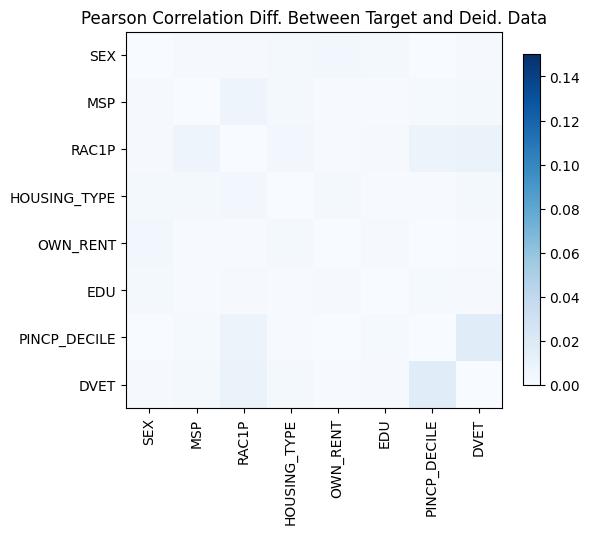 Pearson Correlation Diff. Between Target and Deid. Data
SEX
MSP
RAC1P
HOUSING_TYPE
OWN_RENT
EDU
PINCP_DECILE
DVET
0.14
0.12
0.10
0.08
0.06
0.04
0.02
0.00
SEX
MSP
RAC1P
HOUSING_TYPE
OWN_RENT
EDU
PINCP_DECILE
DVET